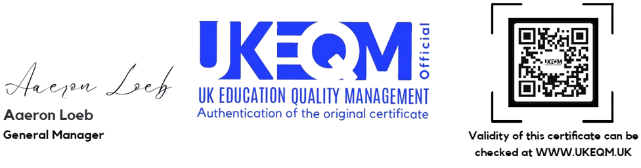 Aaeron Loeb
Aaeron Loeb
General Manager
UKEQM Official
UK EDUCATION QUALITY MANAGEMENT
Authentication of the original certificate
UKEQM
Validity of this certificate can be
checked at WWW.UKEQM.UK